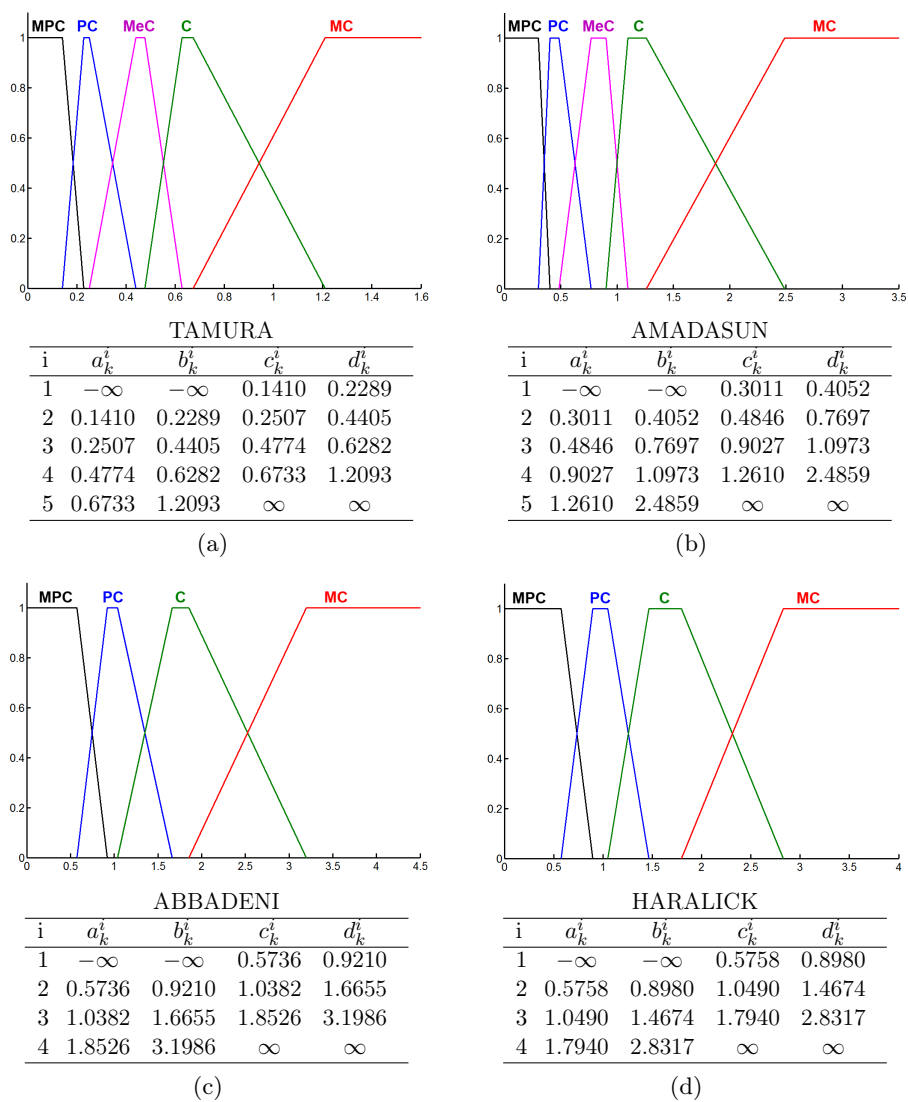 MPC PC MeC C MC
1
0.8
0.6
0.4
0.2
0
0 0.2 0.4 0.6 0.8 1 1.2 1.4 1.6
TAMURA
i $a_k^i$ $b_k^i$ $c_k^i$ $d_k^i$
1 −∞ −∞ 0.1410 0.2289
2 0.1410 0.2289 0.2507 0.4405
3 0.2507 0.4405 0.4774 0.6282
4 0.4774 0.6282 0.6733 1.2093
5 0.6733 1.2093 ∞ ∞
(a)
MPC PC MeC C MC
1
0.8
0.6
0.4
0.2
0
0 0.5 1 1.5 2 2.5 3 3.5
AMADASUN
i $a_k^i$ $b_k^i$ $c_k^i$ $d_k^i$
1 −∞ −∞ 0.3011 0.4052
2 0.3011 0.4052 0.4846 0.7697
3 0.4846 0.7697 0.9027 1.0973
4 0.9027 1.0973 1.2610 2.4859
5 1.2610 2.4859 ∞ ∞
(b)
MPC PC C MC
1
0.8
0.6
0.4
0.2
0
0 0.5 1 1.5 2 2.5 3 3.5 4 4.5
ABBADENI
i $a_k^i$ $b_k^i$ $c_k^i$ $d_k^i$
1 −∞ −∞ 0.5736 0.9210
2 0.5736 0.9210 1.0382 1.6655
3 1.0382 1.6655 1.8526 3.1986
4 1.8526 3.1986 ∞ ∞
(c)
MPC PC C MC
1
0.8
0.6
0.4
0.2
0
0 0.5 1 1.5 2 2.5 3 3.5 4
HARALICK
i $a_k^i$ $b_k^i$ $c_k^i$ $d_k^i$
1 −∞ −∞ 0.5758 0.8980
2 0.5758 0.8980 1.0490 1.4674
3 1.0490 1.4674 1.7940 2.8317
4 1.7940 2.8317 ∞ ∞
(d)